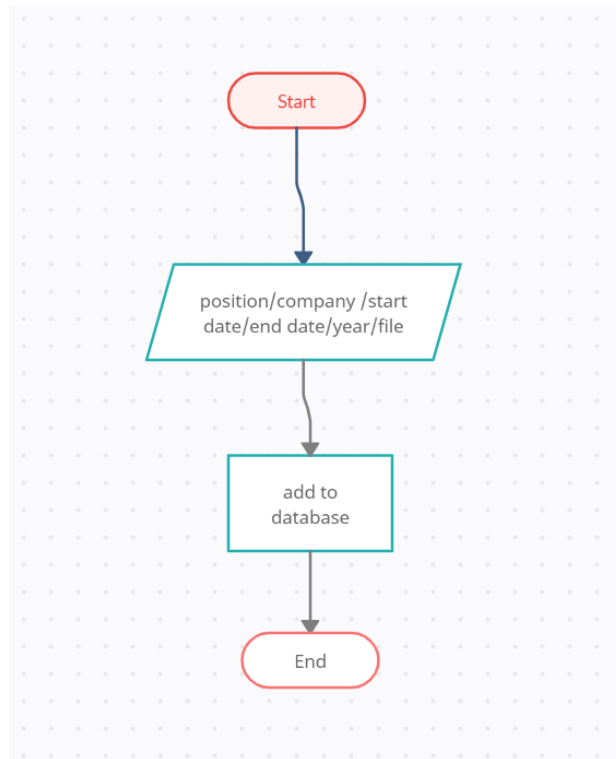 Start
position/company /start
date/end date/year/file
add to
database
End